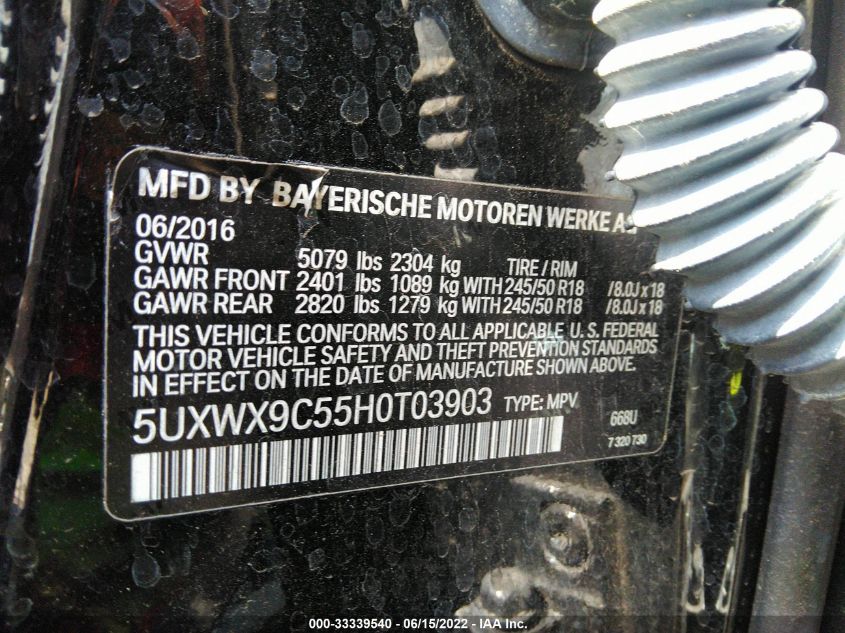 MFD BY BAYERISCHE MOTOREN WERKE AG
06/2016
GVWR 5079 lbs 2304 kg TIRE / RIM
GAWR FRONT 2401 lbs 1089 kg WITH 245/50 R18 /8.0J x 18
GAWR REAR 2820 lbs 1279 kg WITH 245/50 R18 /8.0J x 18
THIS VEHICLE CONFORMS TO ALL APPLICABLE U. S. FEDERAL
MOTOR VEHICLE SAFETY AND THEFT PREVENTION STANDARDS
IN EFFECT ON THE DATE OF MANUFACTURE SHOWN ABOVE.
5UXWX9C55H0T03903 TYPE: MPV 668U
7 320 730
000-33339540 - 06/15/2022 - IAA Inc.